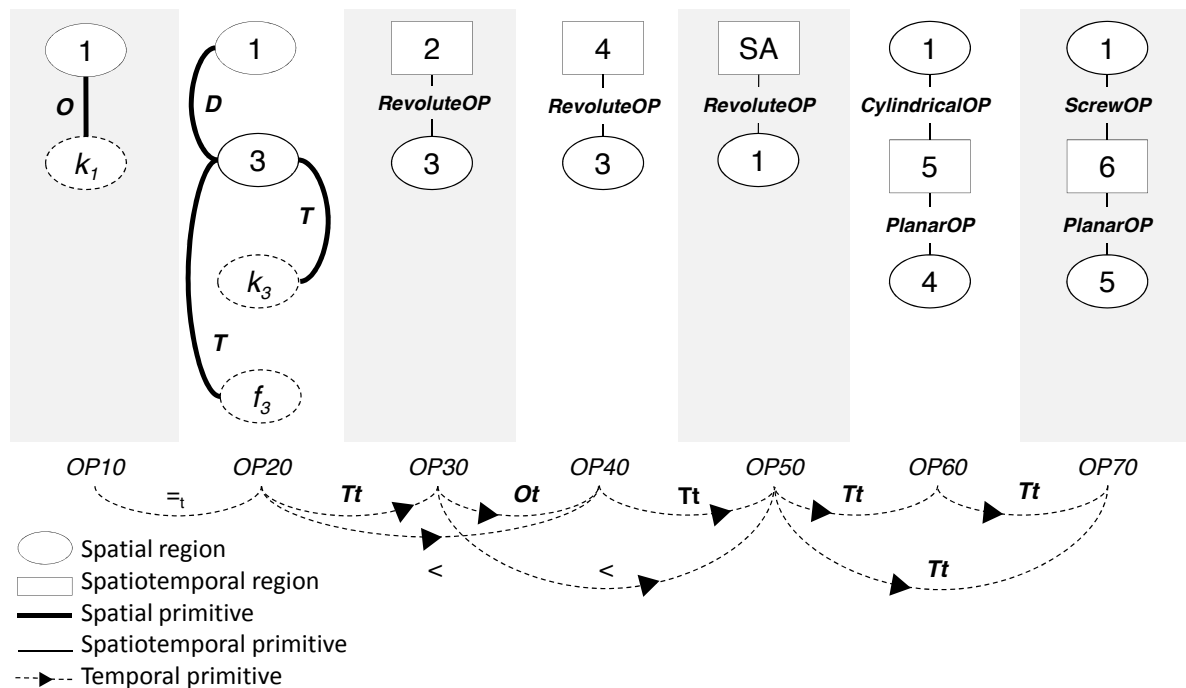 1 1 2 4 SA 1 1
O D RevoluteOP RevoluteOP RevoluteOP CylindricalOP ScrewOP
k1 3 3 3 1 5 6
T PlanarOP PlanarOP
k3 4 5
T
f3
OP10 OP20 OP30 OP40 OP50 OP60 OP70
=t Tt Ot Tt Tt Tt
< < Tt
Spatial region
Spatiotemporal region
Spatial primitive
Spatiotemporal primitive
Temporal primitive